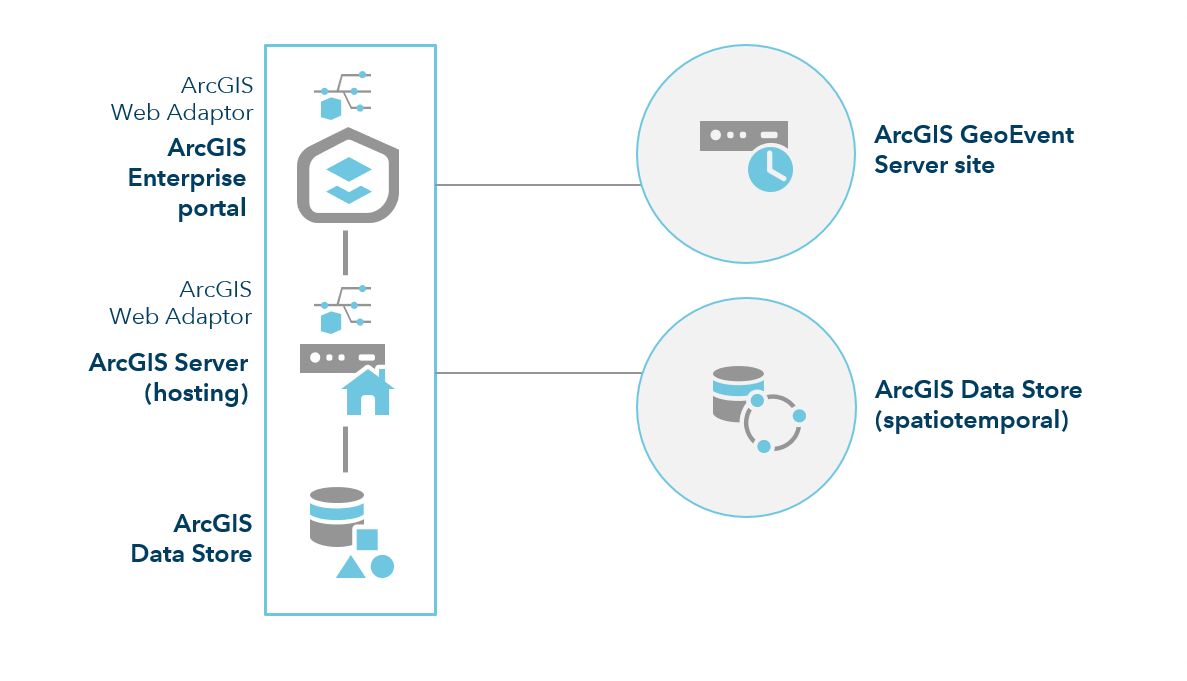 ArcGIS
Web Adaptor
ArcGIS
Enterprise
portal
ArcGIS
Web Adaptor
ArcGIS Server
(hosting)
ArcGIS
Data Store
ArcGIS GeoEvent
Server site
ArcGIS Data Store
(spatiotemporal)